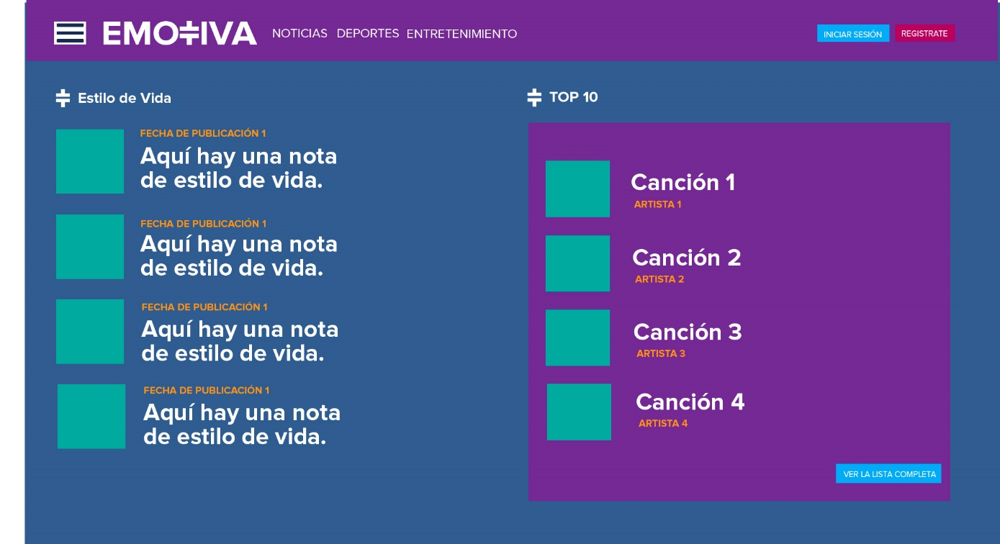 EMOTIVA
NOTICIAS DEPORTES ENTRETENIMIENTO
INICIAR SESIÓN
REGISTRATE
Estilo de Vida
FECHA DE PUBLICACIÓN 1
Aquí hay una nota
de estilo de vida.
FECHA DE PUBLICACIÓN 1
Aquí hay una nota
de estilo de vida.
FECHA DE PUBLICACIÓN 1
Aquí hay una nota
de estilo de vida.
FECHA DE PUBLICACIÓN 1
Aquí hay una nota
de estilo de vida.
TOP 10
Canción 1
ARTISTA 1
Canción 2
ARTISTA 2
Canción 3
ARTISTA 3
Canción 4
ARTISTA 4
VER LA LISTA COMPLETA